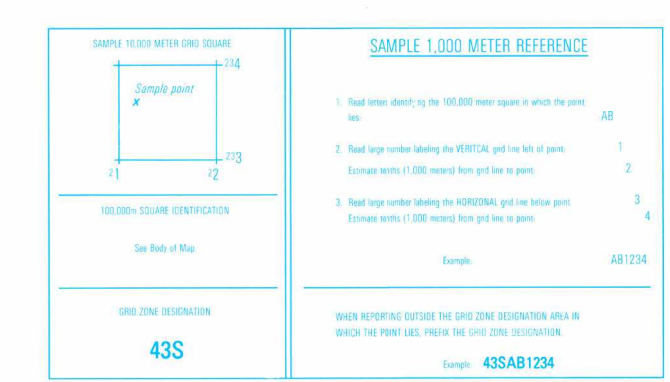 SAMPLE 10,000 METER GRID SQUARE
234
Sample point
x
233
21
22
100,000m SQUARE IDENTIFICATION
See Body of Map
GRID ZONE DESIGNATION
43S
SAMPLE 1,000 METER REFERENCE
1. Read letters identifying the 100,000 meter square in which the point
lies:
AB
2. Read large number labeling the VERITCAL grid line left of point:
1
Estimate tenths (1,000 meters) from grid line to point:
2
3. Read large number labeling the HORIZONAL grid line below point:
3
Estimate tenths (1,000 meters) from grid line to point:
4
Example: AB1234
WHEN REPORTING OUTSIDE THE GRID ZONE DESIGNATION AREA IN
WHICH THE POINT LIES, PREFIX THE GRID ZONE DESIGNATION.
Example: 43SAB1234